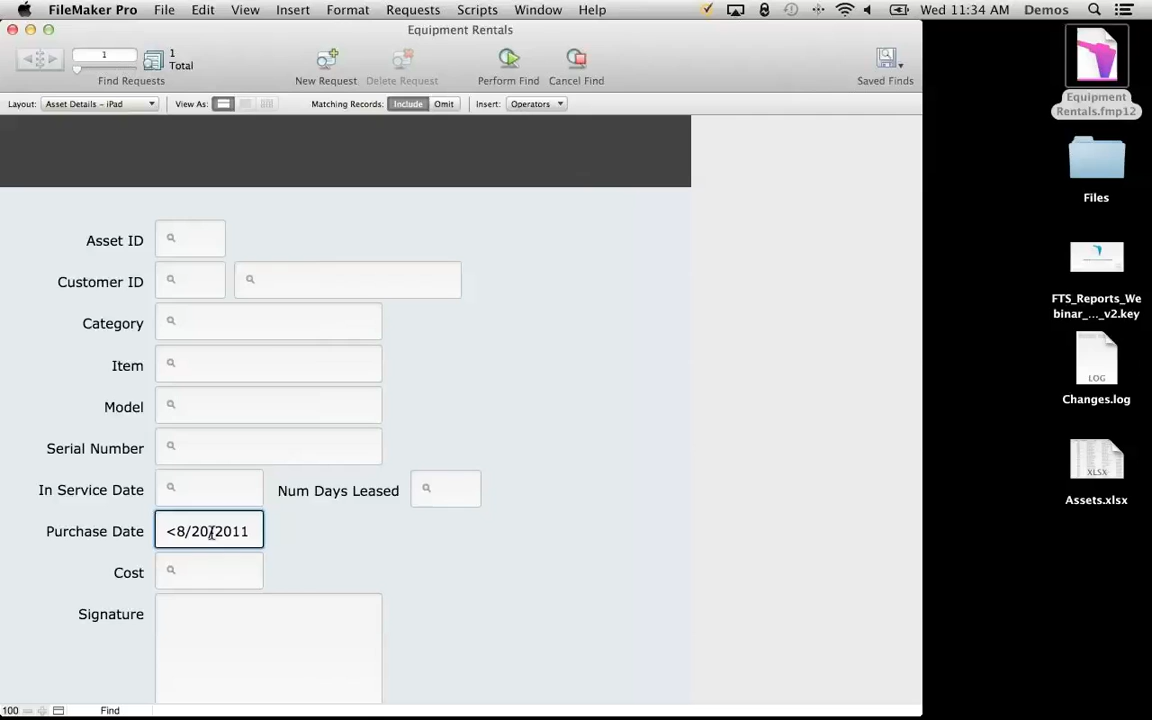 FileMaker Pro File Edit View Insert Format Requests Scripts Window Help Wed 11:34 AM Demos
Equipment Rentals
1 1
Total
Find Requests New Request Delete Request Perform Find Cancel Find Saved Finds
Layout: Asset Details – iPad View As: Matching Records: Include Omit Insert: Operators
Equipment
Rentals.fmp12
Files
Asset ID
Customer ID
Category
Item
Model
Serial Number
In Service Date Num Days Leased
Purchase Date <8/20/2011
Cost
Signature
FTS_Reports_We
binar_..._v2.key
LOG
Changes.log
XLSX
Assets.xlsx
100 Find